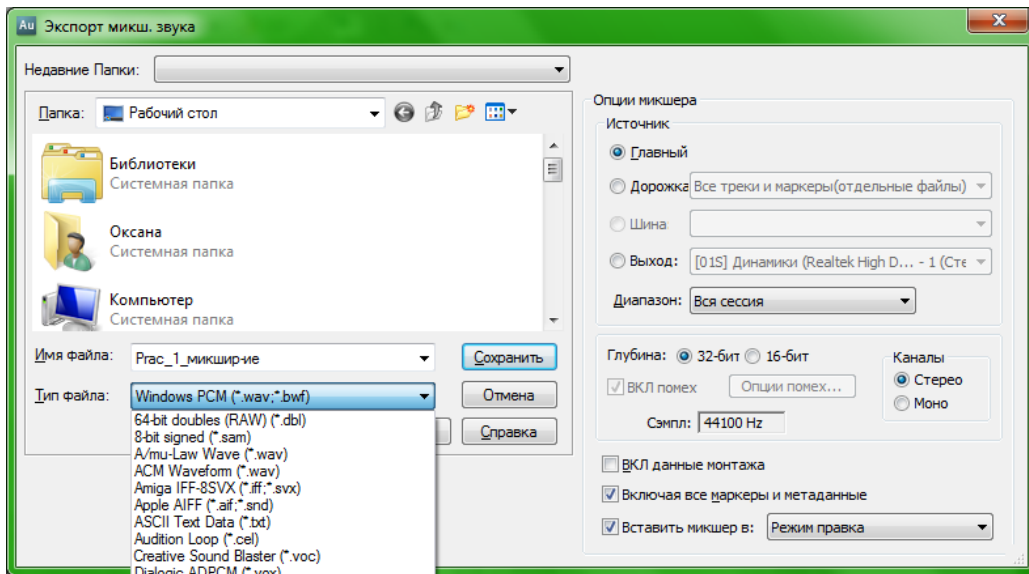 Au Экспорт микш. звука
Недавние Папки:
Папка: Рабочий стол
Библиотеки
Системная папка
Оксана
Системная папка
Компьютер
Системная папка
Имя файла: Prac_1_микшир-ие Сохранить
Тип файла: Windows PCM (*.wav;*.bwf) Отмена
Справка
64-bit doubles (RAW) (*.dbl)
8-bit signed (*.sam)
A/mu-Law Wave (*.wav)
ACM Waveform (*.wav)
Amiga IFF-8SVX (*.iff;*.svx)
Apple AIFF (*.aif;*.snd)
ASCII Text Data (*.txt)
Audition Loop (*.cel)
Creative Sound Blaster (*.voc)
Dialogic ADPCM (*.vox)
Опции микшера
Источник
Главный
Дорожка Все треки и маркеры(отдельные файлы)
Шина:
Выход: [01S] Динамики (Realtek High D... - 1 (Сте
Диапазон: Вся сессия
Глубина: 32-бит 16-бит
ВКЛ помех Опции помех...
Сэмпл: 44100 Hz
Каналы
Стерео
Моно
ВКЛ данные монтажа
Включая все маркеры и метаданные
Вставить микшер в: Режим правка